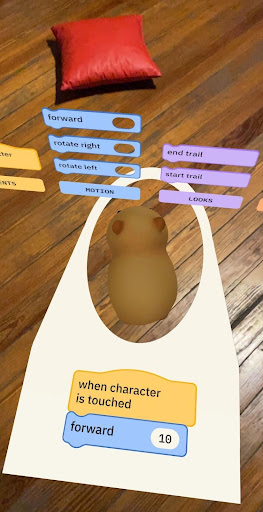 forward
rotate right
rotate left
MOTION
end trail
start trail
LOOKS
when character
is touched
forward 10